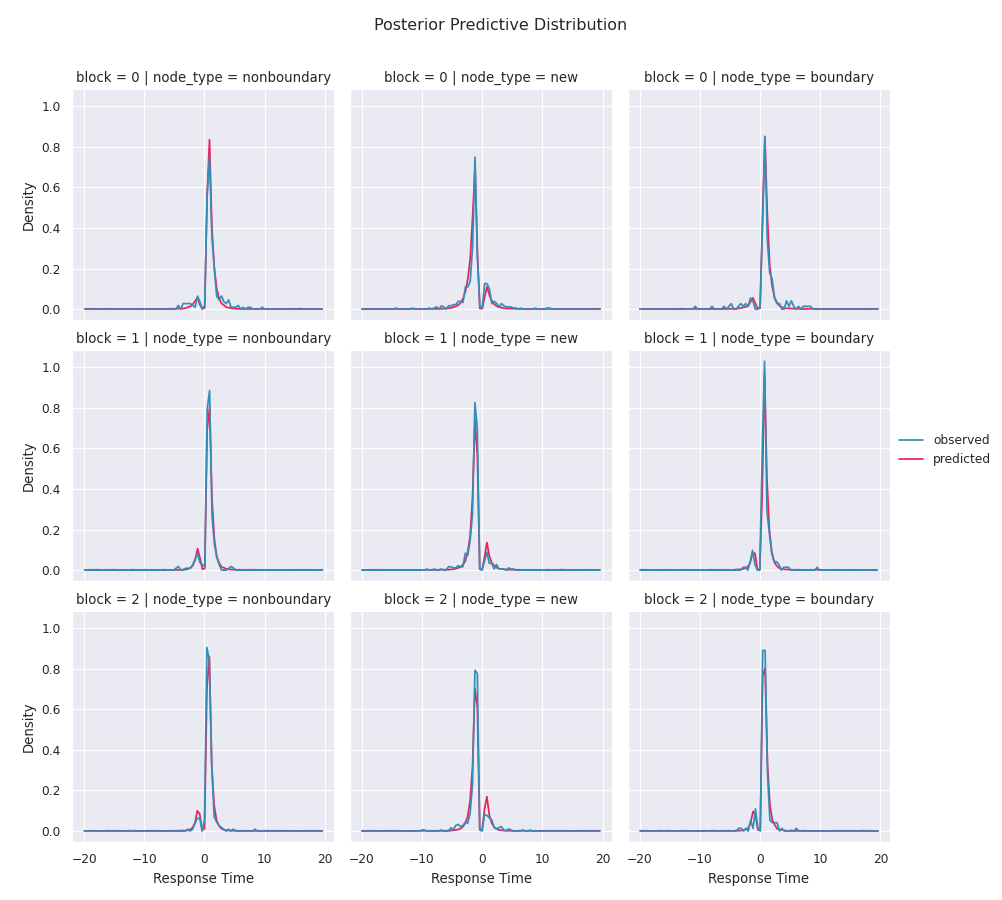 Posterior Predictive Distribution
block = 0 | node_type = nonboundary
block = 0 | node_type = new
block = 0 | node_type = boundary
1.0
0.8
0.6
0.4
0.2
0.0
Density
block = 1 | node_type = nonboundary
block = 1 | node_type = new
block = 1 | node_type = boundary
1.0
0.8
0.6
0.4
0.2
0.0
Density
observed
predicted
block = 2 | node_type = nonboundary
block = 2 | node_type = new
block = 2 | node_type = boundary
1.0
0.8
0.6
0.4
0.2
0.0
Density
−20 −10 0 10 20
−20 −10 0 10 20
−20 −10 0 10 20
Response Time
Response Time
Response Time